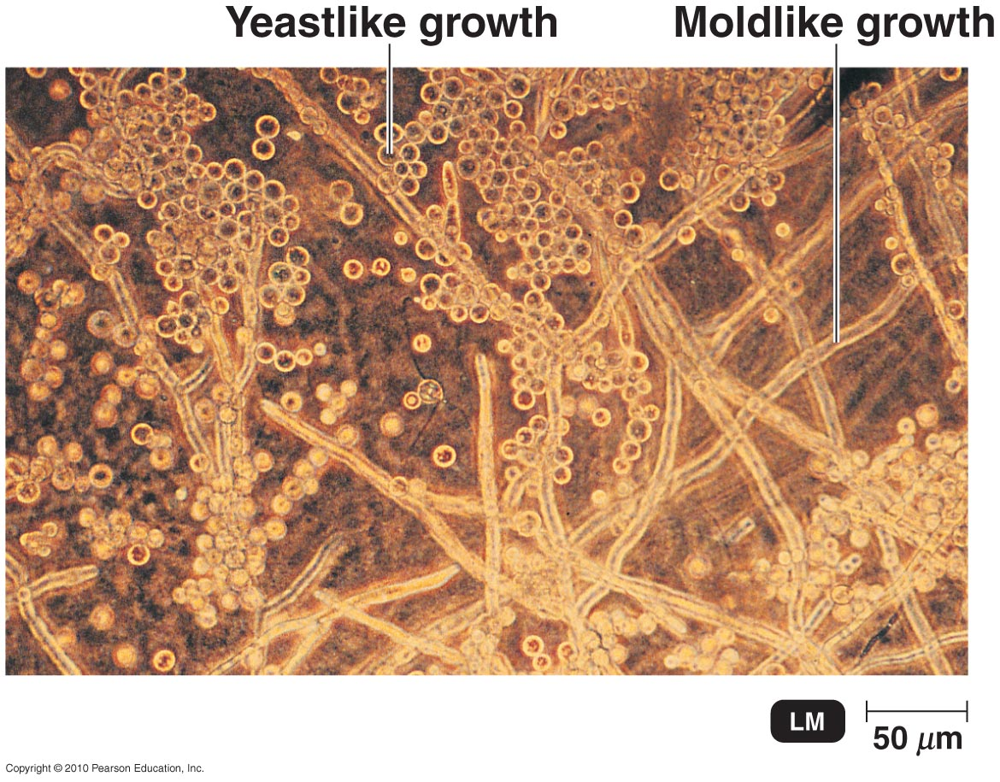 Yeastlike growth
Moldlike growth
LM
50 μm
Copyright © 2010 Pearson Education, Inc.